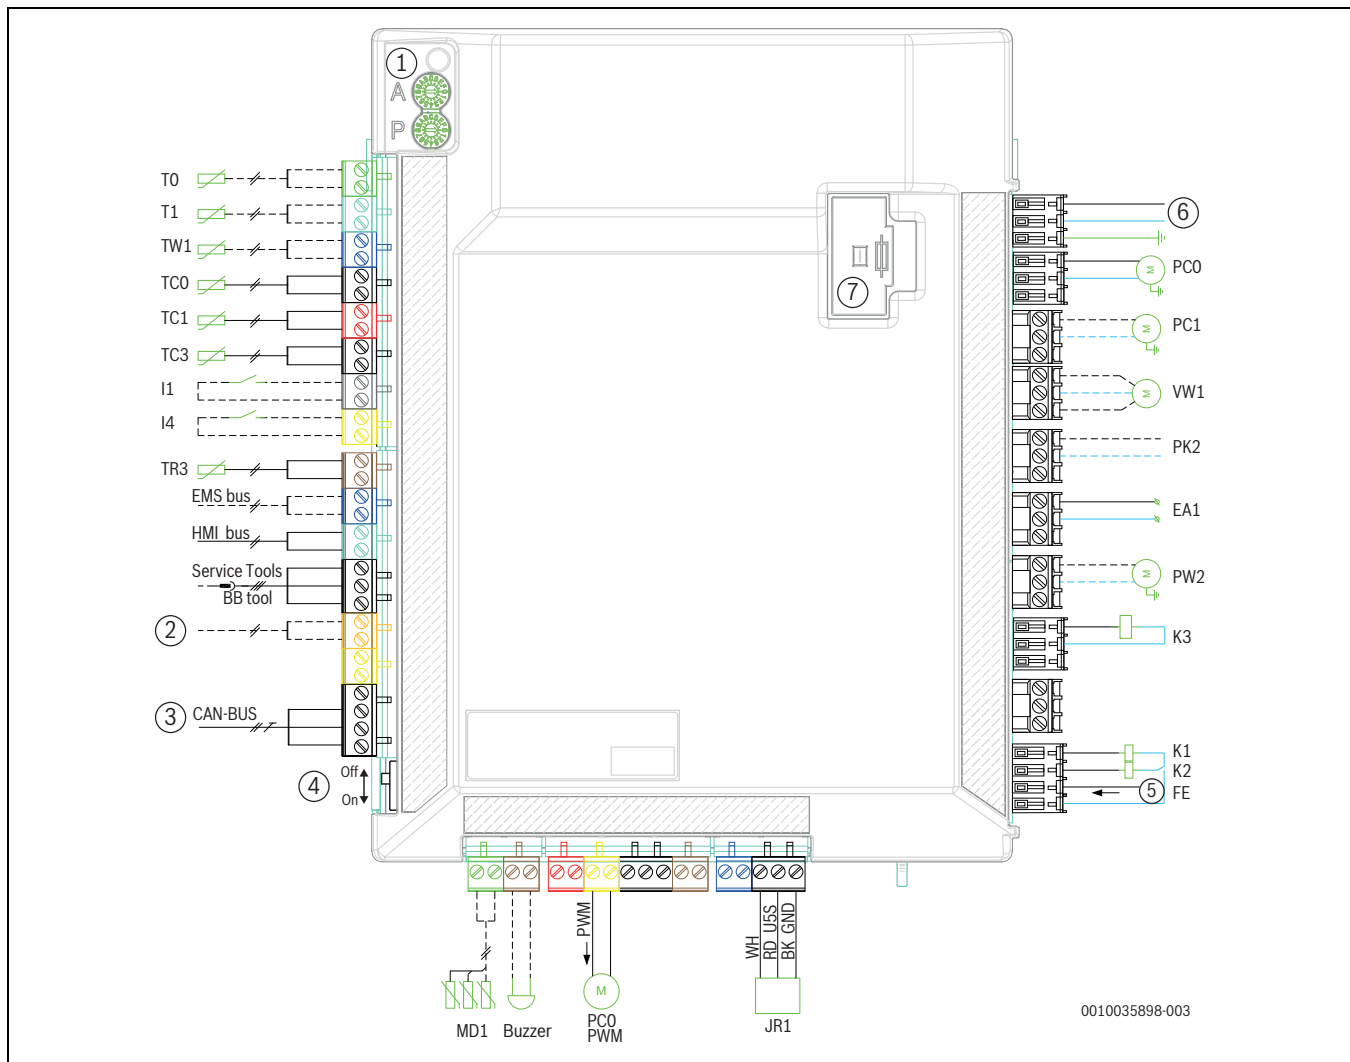 1
A
P
T0
T1
TW1
TC0
TC1
TC3
I1
I4
TR3
EMS bus
HMI bus
Service Tools
BB tool
2
3 CAN-BUS
4
Off
On
7
6
PC0
M
PC1
M
VW1
M
PK2
EA1
PW2
M
K3
K1
K2
5 FE
PWM
WH
RD U5S
BK GND
M
MD1
Buzzer
PC0
PWM
JR1
0010035898-003